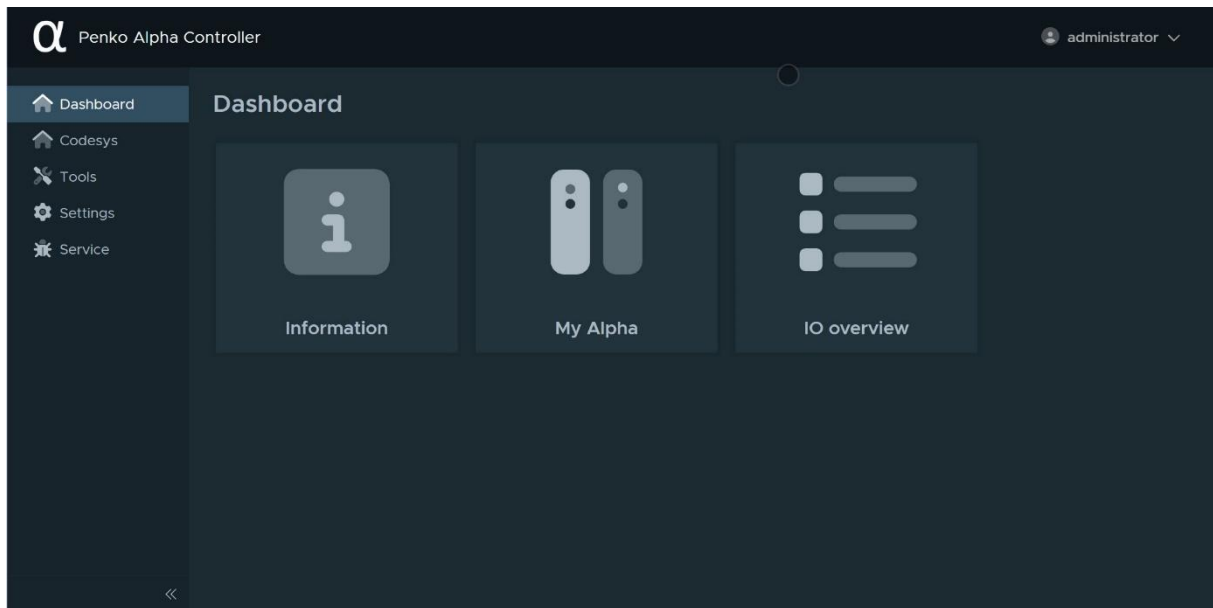 α Penko Alpha Controller
administrator
Dashboard
Codesys
Tools
Settings
Service
Dashboard
Information
My Alpha
IO overview